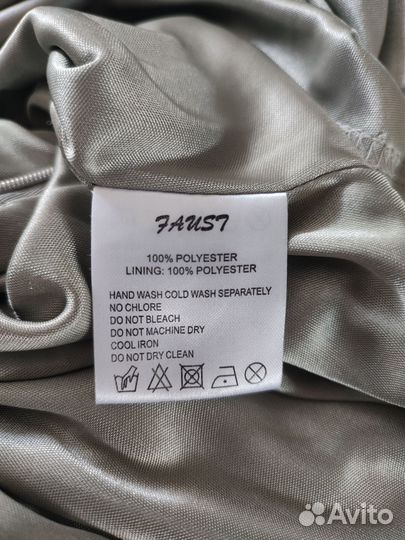 FAUST
100% POLYESTER
LINING: 100% POLYESTER
HAND WASH COLD WASH SEPARATELY
NO CHLORE
DO NOT BLEACH
DO NOT MACHINE DRY
COOL IRON
DO NOT DRY CLEAN
Avito